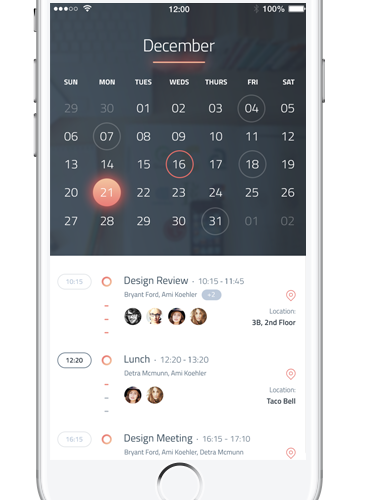 12:00 100%
December
SUN MON TUES WEDS THURS FRI SAT
29 30 01 02 03 04 05
06 07 08 09 10 11 12
13 14 15 16 17 18 19
20 21 22 23 24 25 26
27 28 29 30 31 01 02
10:15 Design Review · 10:15 - 11:45
Bryant Ford, Ami Koehler +2
Location:
3B, 2nd Floor
12:20 Lunch · 12:20 - 13:20
Detra Mcmunn, Ami Koehler
Location:
Taco Bell
16:15 Design Meeting · 16:15 - 17:10
Bryant Ford, Ami Koehler, Detra Mcmunn